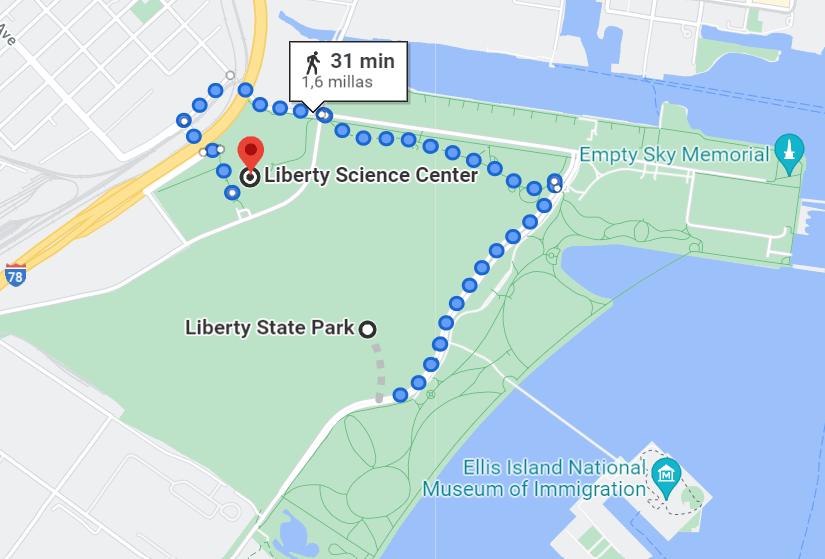 Ave
31 min
1,6 millas
Empty Sky Memorial
Liberty Science Center
78
Liberty State Park
Ellis Island National
Museum of Immigration